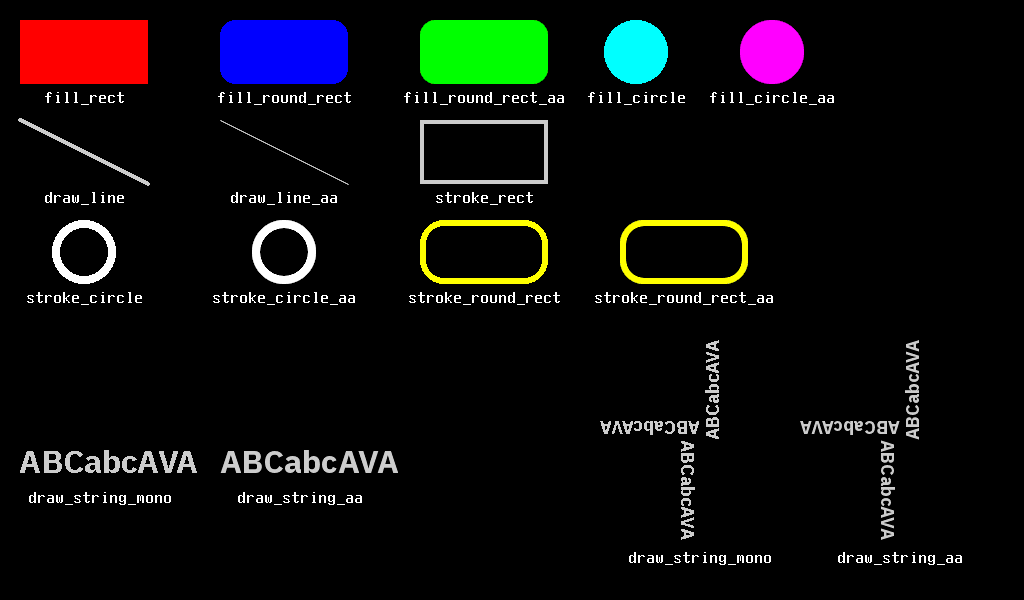 fill_rect fill_round_rect fill_round_rect_aa fill_circle fill_circle_aa
draw_line draw_line_aa stroke_rect
stroke_circle stroke_circle_aa stroke_round_rect stroke_round_rect_aa
ABCabcAVA ABCabcAVA
ABCabcAVA ABCabcAVA
ABCabcAVA ABCabcAVA
ABCabcAVA ABCabcAVA
draw_string_mono draw_string_aa
draw_string_mono draw_string_aa